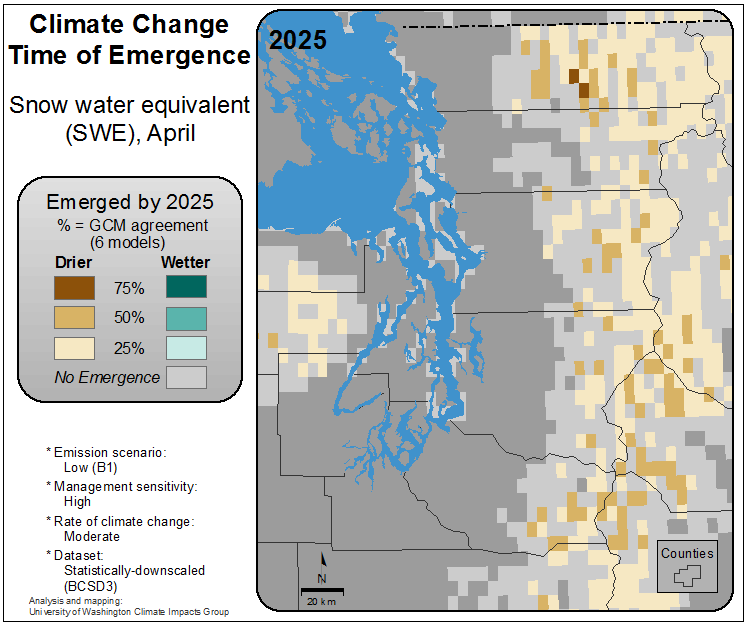 Climate Change
Time of Emergence
Snow water equivalent
(SWE), April
Emerged by 2025
% = GCM agreement
(6 models)
Drier Wetter
75%
50%
25%
No Emergence
* Emission scenario:
Low (B1)
* Management sensitivity:
High
* Rate of climate change:
Moderate
* Dataset:
Statistically-downscaled
(BCSD3)
Analysis and mapping:
University of Washington Climate Impacts Group
2025
N
20 km
Counties